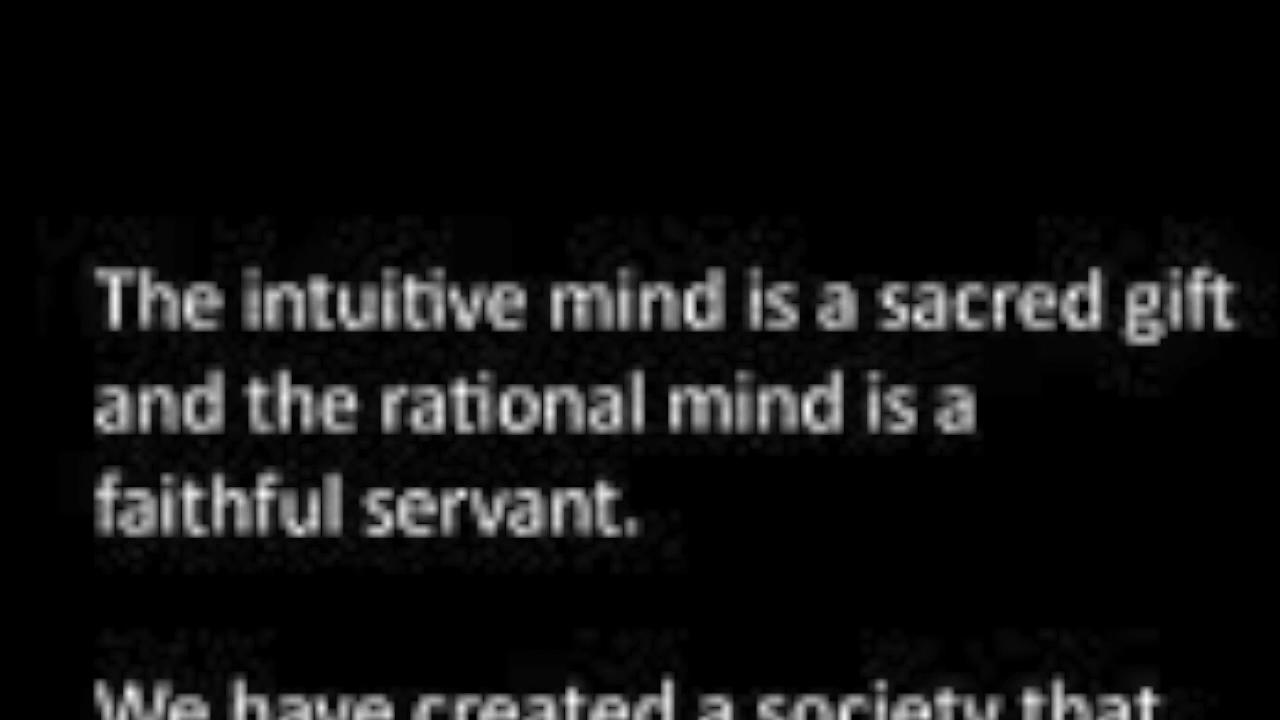 The intuitive mind is a sacred gift
and the rational mind is a
faithful servant.
We have created a society that